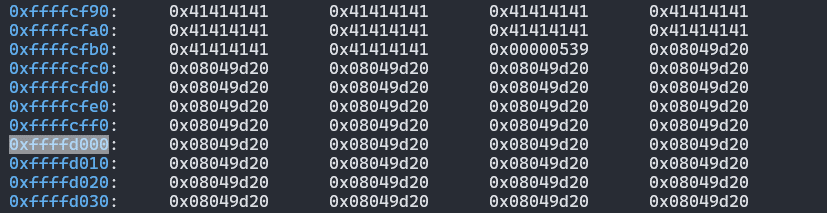 0xffffcf90: 0x41414141 0x41414141 0x41414141 0x41414141
0xffffcfa0: 0x41414141 0x41414141 0x41414141 0x41414141
0xffffcfb0: 0x41414141 0x41414141 0x00000539 0x08049d20
0xffffcfc0: 0x08049d20 0x08049d20 0x08049d20 0x08049d20
0xffffcfd0: 0x08049d20 0x08049d20 0x08049d20 0x08049d20
0xffffcfe0: 0x08049d20 0x08049d20 0x08049d20 0x08049d20
0xffffcff0: 0x08049d20 0x08049d20 0x08049d20 0x08049d20
0xffffd000: 0x08049d20 0x08049d20 0x08049d20 0x08049d20
0xffffd010: 0x08049d20 0x08049d20 0x08049d20 0x08049d20
0xffffd020: 0x08049d20 0x08049d20 0x08049d20 0x08049d20
0xffffd030: 0x08049d20 0x08049d20 0x08049d20 0x08049d20